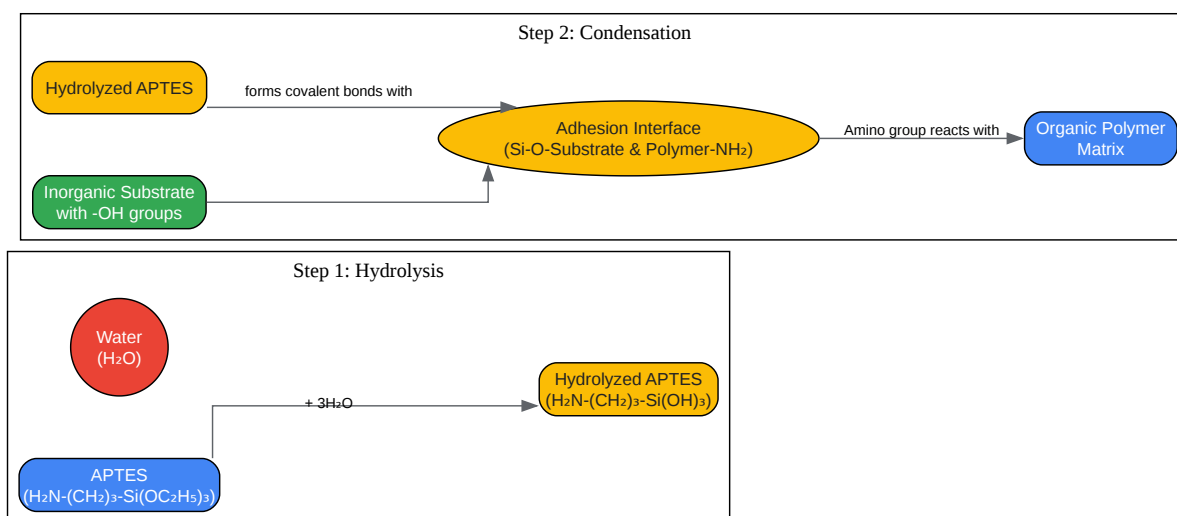 Step 2: Condensation
Hydrolyzed APTES
forms covalent bonds with
Adhesion Interface
(Si-O-Substrate & Polymer-NH₂)
Amino group reacts with
Organic Polymer
Matrix
Inorganic Substrate
with -OH groups
Step 1: Hydrolysis
Water
(H₂O)
Hydrolyzed APTES
(H₂N-(CH₂)₃-Si(OH)₃)
+ 3H₂O
APTES
(H₂N-(CH₂)₃-Si(OC₂H₅)₃)